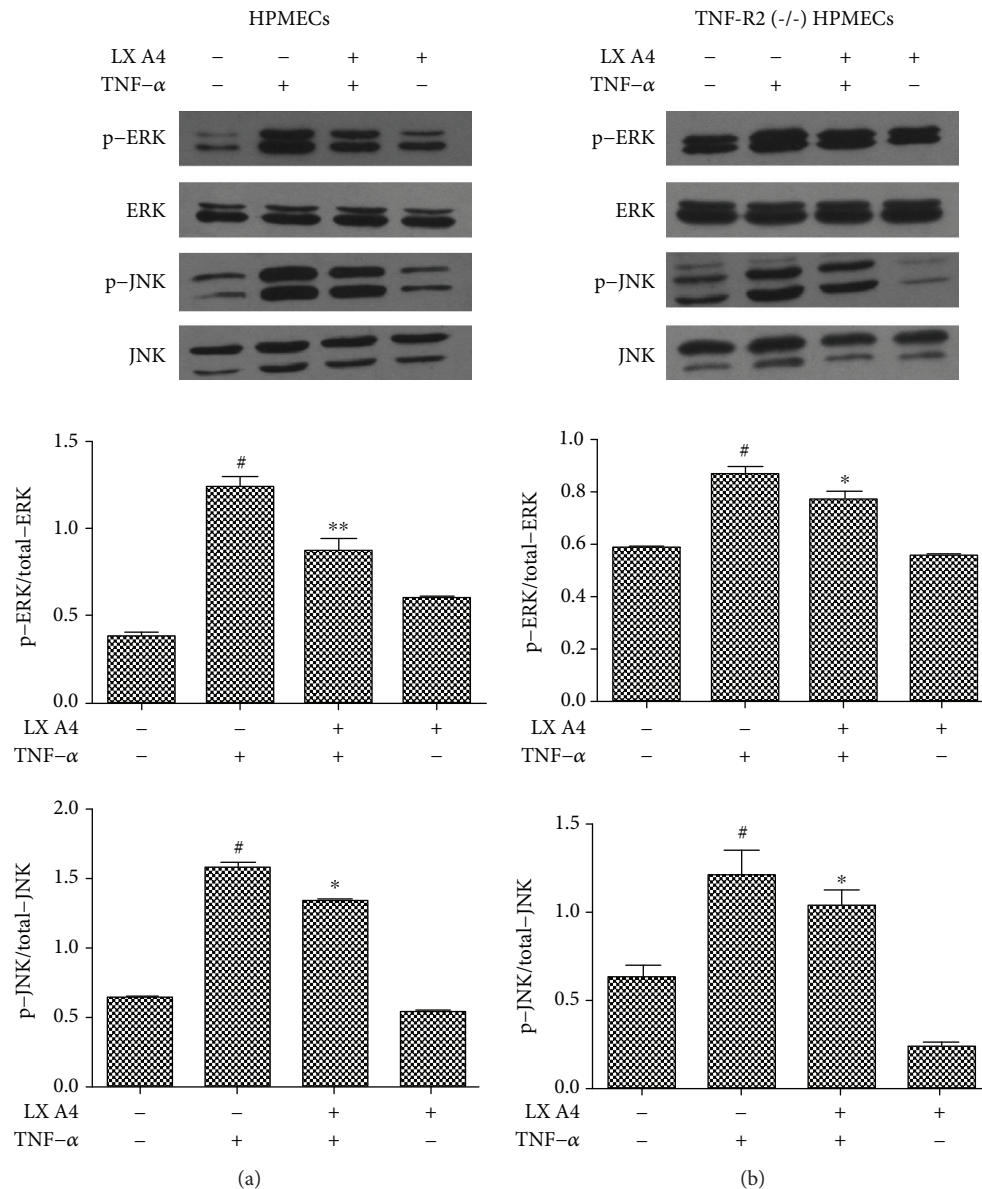 HPMECs
LX A4 − − + +
TNF−α − + + −
p−ERK
ERK
p−JNK
JNK
1.5
1.0
0.5
0.0
p−ERK/total−ERK
#
**
LX A4 − − + +
TNF−α − + + −
2.0
1.5
1.0
0.5
0.0
p−JNK/total−JNK
#
*
LX A4 − − + +
TNF−α − + + −
(a)
TNF-R2 (-/-) HPMECs
LX A4 − − + +
TNF−α − + + −
p−ERK
ERK
p−JNK
JNK
1.0
0.8
0.6
0.4
0.2
0.0
p−ERK/total−ERK
#
*
LX A4 − − + +
TNF−α − + + −
1.5
1.0
0.5
0.0
p−JNK/total−JNK
#
*
LX A4 − − + +
TNF−α − + + −
(b)